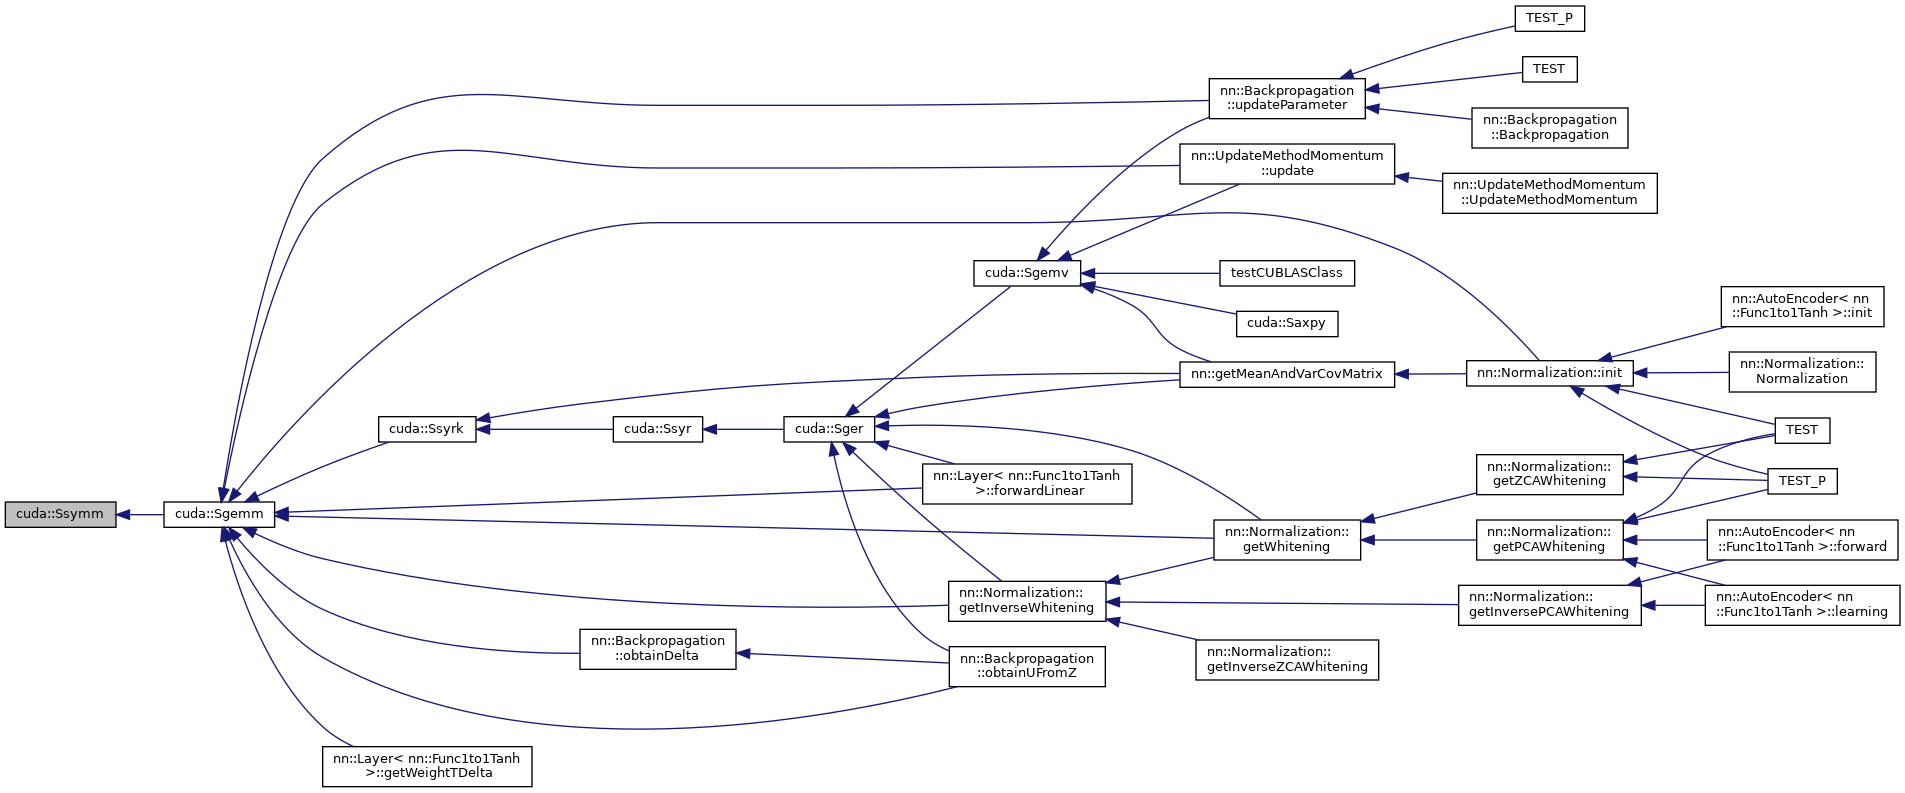 TEST_P
TEST
nn::Backpropagation
::updateParameter
nn::Backpropagation
::Backpropagation
nn::UpdateMethodMomentum
::update
nn::UpdateMethodMomentum
::UpdateMethodMomentum
cuda::Sgemv
testCUBLASClass
cuda::Saxpy
nn::AutoEncoder< nn
::Func1to1Tanh >::init
nn::getMeanAndVarCovMatrix
nn::Normalization::init
nn::Normalization::
Normalization
cuda::Ssyrk
cuda::Ssyr
cuda::Sger
TEST
nn::Layer< nn::Func1to1Tanh
>::forwardLinear
nn::Normalization::
getZCAWhitening
TEST_P
cuda::Ssymm
cuda::Sgemm
nn::Normalization::
getWhitening
nn::Normalization::
getPCAWhitening
nn::AutoEncoder< nn
::Func1to1Tanh >::forward
nn::Normalization::
getInverseWhitening
nn::Normalization::
getInversePCAWhitening
nn::AutoEncoder< nn
::Func1to1Tanh >::learning
nn::Backpropagation
::obtainDelta
nn::Backpropagation
::obtainUFromZ
nn::Normalization::
getInverseZCAWhitening
nn::Layer< nn::Func1to1Tanh
>::getWeightTDelta